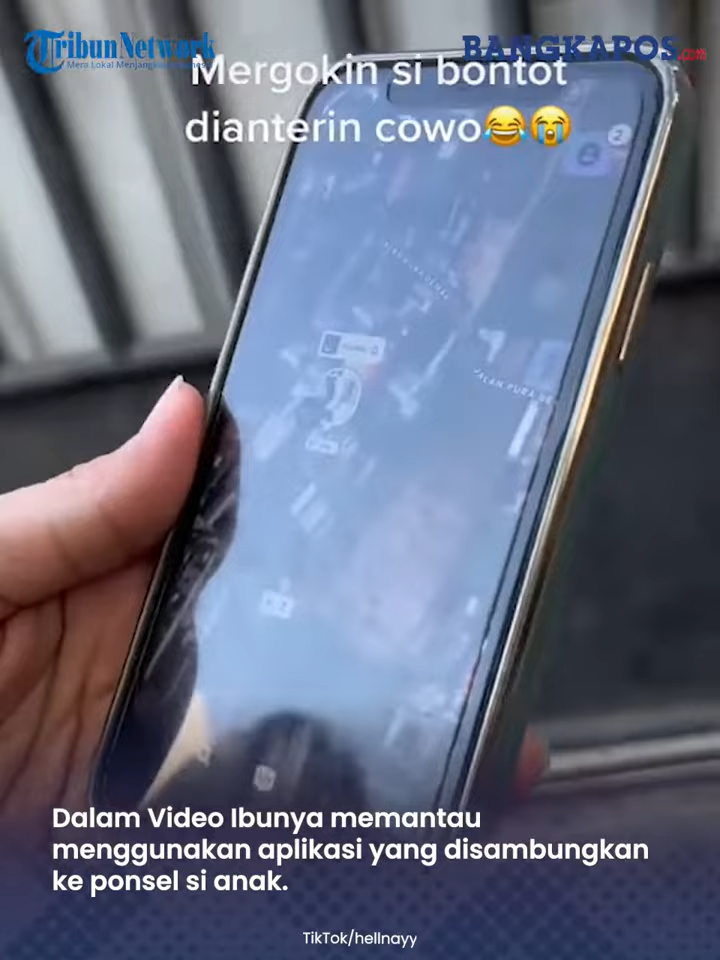 TribunNetwork
BANGKAPOS.com
Mergokin si bontot
dianterin cowo😂😭
2
Dalam Video Ibunya memantau
menggunakan aplikasi yang disambungkan
ke ponsel si anak.
TikTok/hellnayy